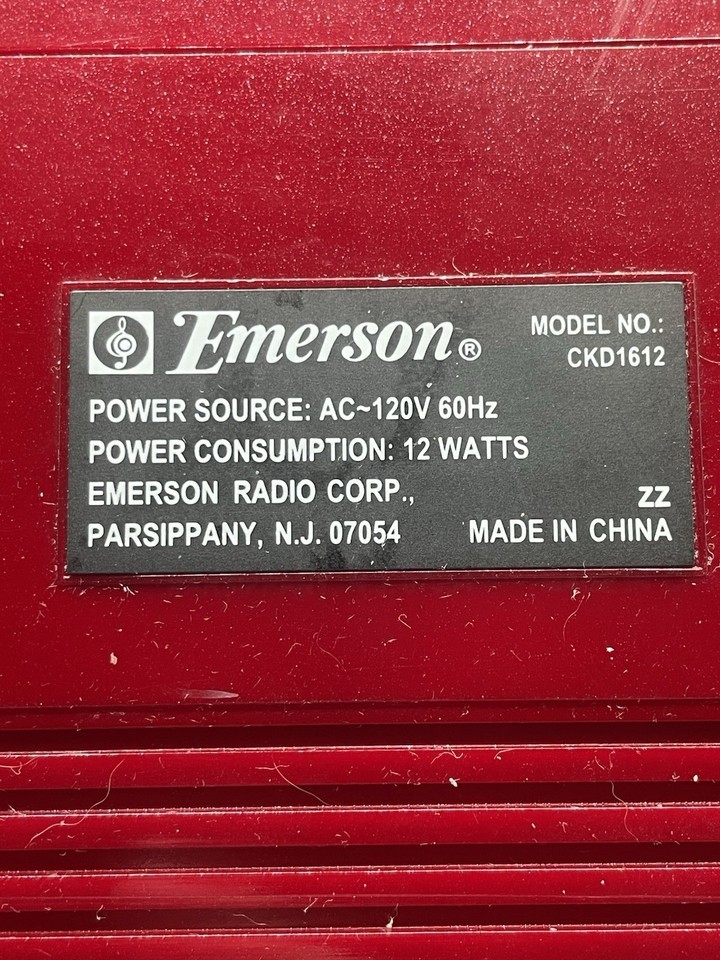 Emerson®
MODEL NO.:
CKD1612
POWER SOURCE: AC~120V 60Hz
POWER CONSUMPTION: 12 WATTS
EMERSON RADIO CORP.,
ZZ
PARSIPPANY, N.J. 07054
MADE IN CHINA